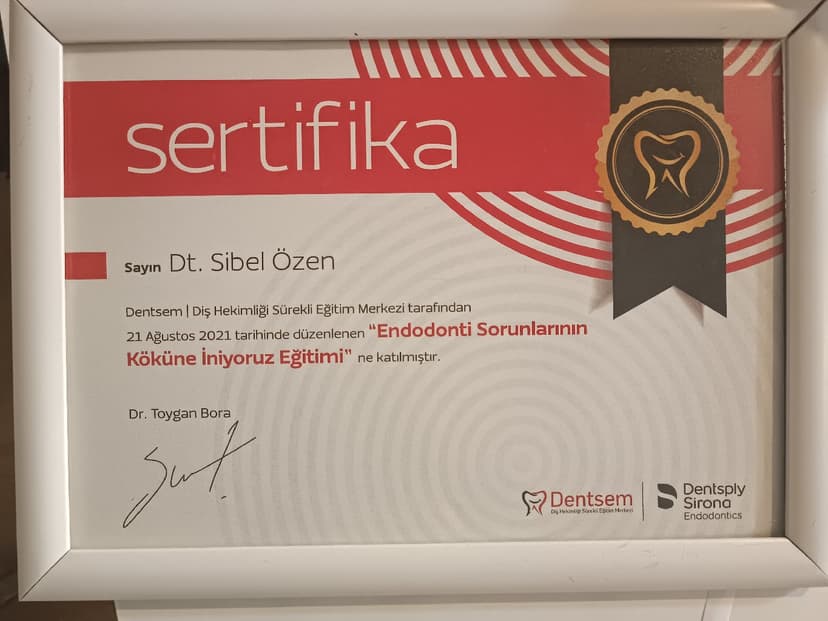 sertifika
Sayın Dt. Sibel Özen
Dentsem | Diş Hekimliği Sürekli Eğitim Merkezi tarafından
21 Ağustos 2021 tarihinde düzenlenen “Endodonti Sorunlarının
Köküne İniyoruz Eğitimi” ne katılmıştır.
Dr. Toygan Bora
Dentsem
Diş Hekimliği Sürekli Eğitim Merkezi
Dentsply
Sirona
Endodontics